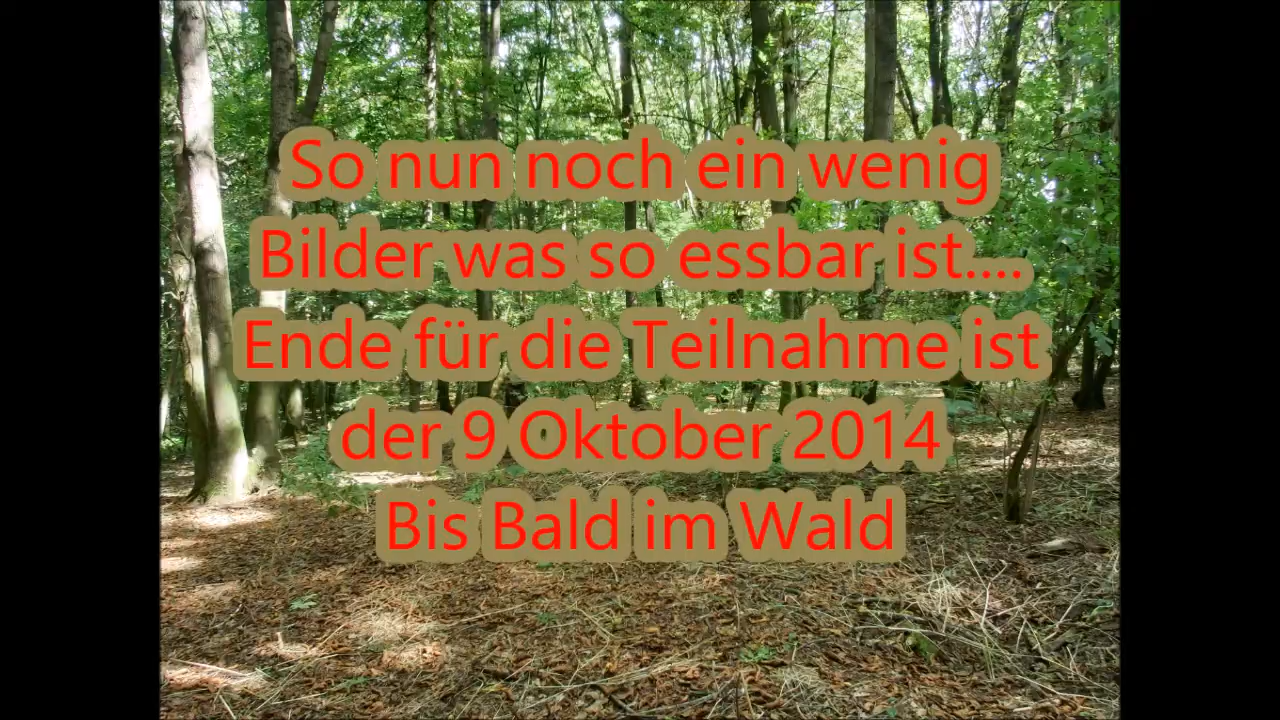 So nun noch ein wenig
Bilder was so essbar ist....
Ende für die Teilnahme ist
der 9 Oktober 2014
Bis Bald im Wald